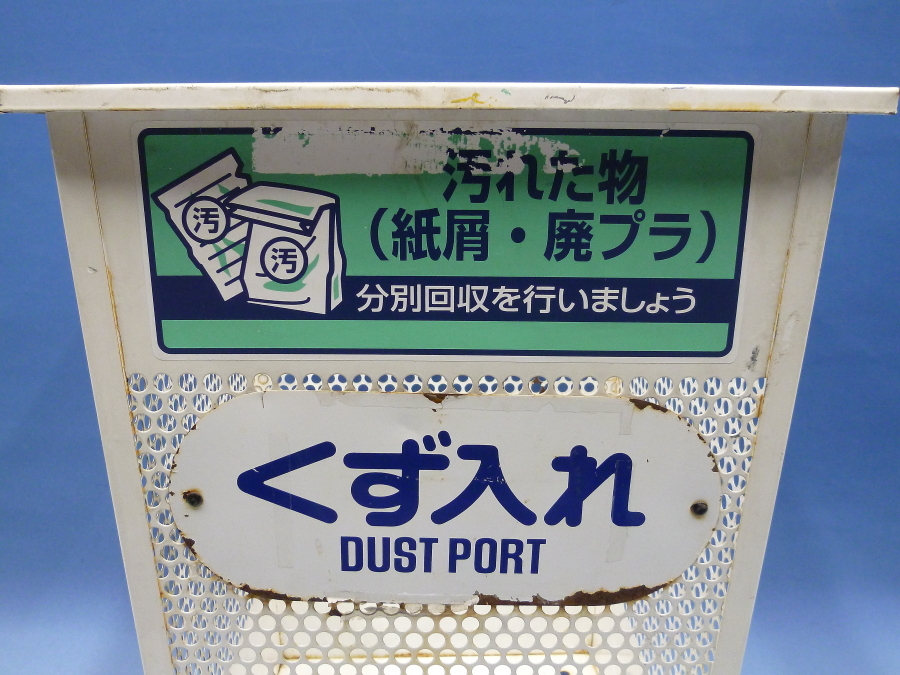 汚れた物
(紙屑・廃プラ)
汚
汚
分別回収を行いましょう
くず入れ
DUST PORT